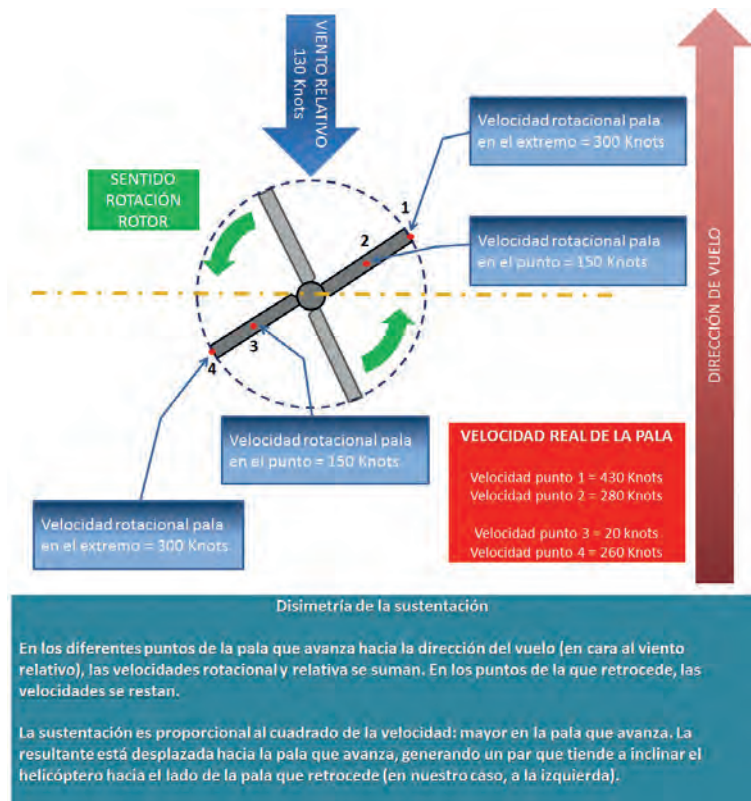 VIENTO RELATIVO
130 Knots
DIRECCIÓN DE VUELO
Velocidad rotacional pala
en el extremo = 300 Knots
SENTIDO
ROTACIÓN
ROTOR
1
2
Velocidad rotacional pala
en el punto = 150 Knots
3
4
Velocidad rotacional pala
en el punto = 150 Knots
Velocidad rotacional pala
en el extremo = 300 Knots
VELOCIDAD REAL DE LA PALA
Velocidad punto 1 = 430 Knots
Velocidad punto 2 = 280 Knots
Velocidad punto 3 = 20 knots
Velocidad punto 4 = 260 Knots
Disimetría de la sustentación
En los diferentes puntos de la pala que avanza hacia la dirección del vuelo (en cara al viento
relativo), las velocidades rotacional y relativa se suman. En los puntos de la que retrocede, las
velocidades se restan.
La sustentación es proporcional al cuadrado de la velocidad: mayor en la pala que avanza. La
resultante está desplazada hacia la pala que avanza, generando un par que tiende a inclinar el
helicóptero hacia el lado de la pala que retrocede (en nuestro caso, a la izquierda).